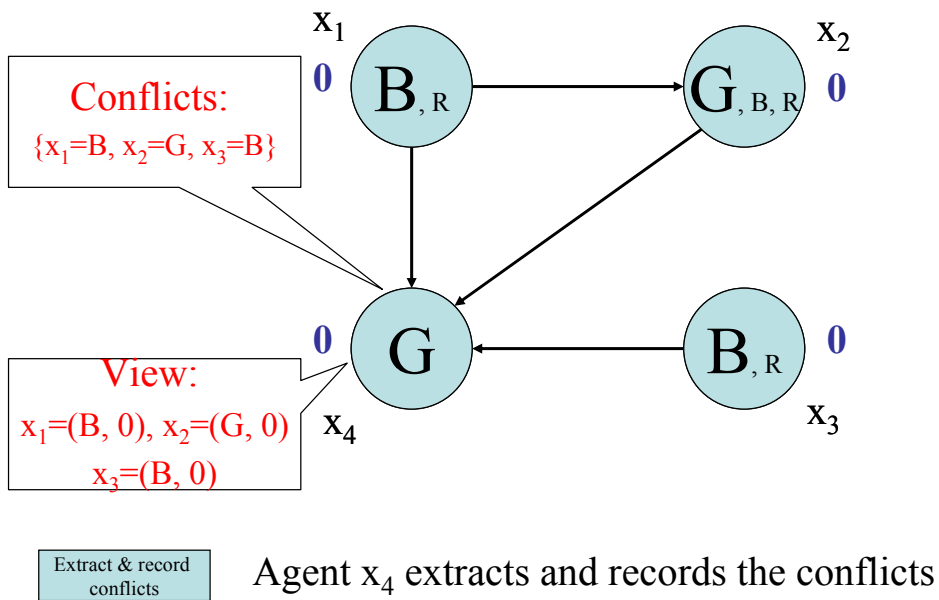 x₁
x₂
0
B, R
G, B, R
0
Conflicts:
{x₁=B, x₂=G, x₃=B}
0
G
B, R
0
View:
x₁=(B, 0), x₂=(G, 0)
x₃=(B, 0)
x₄
x₃
Extract & record
conflicts
Agent x₄ extracts and records the conflicts